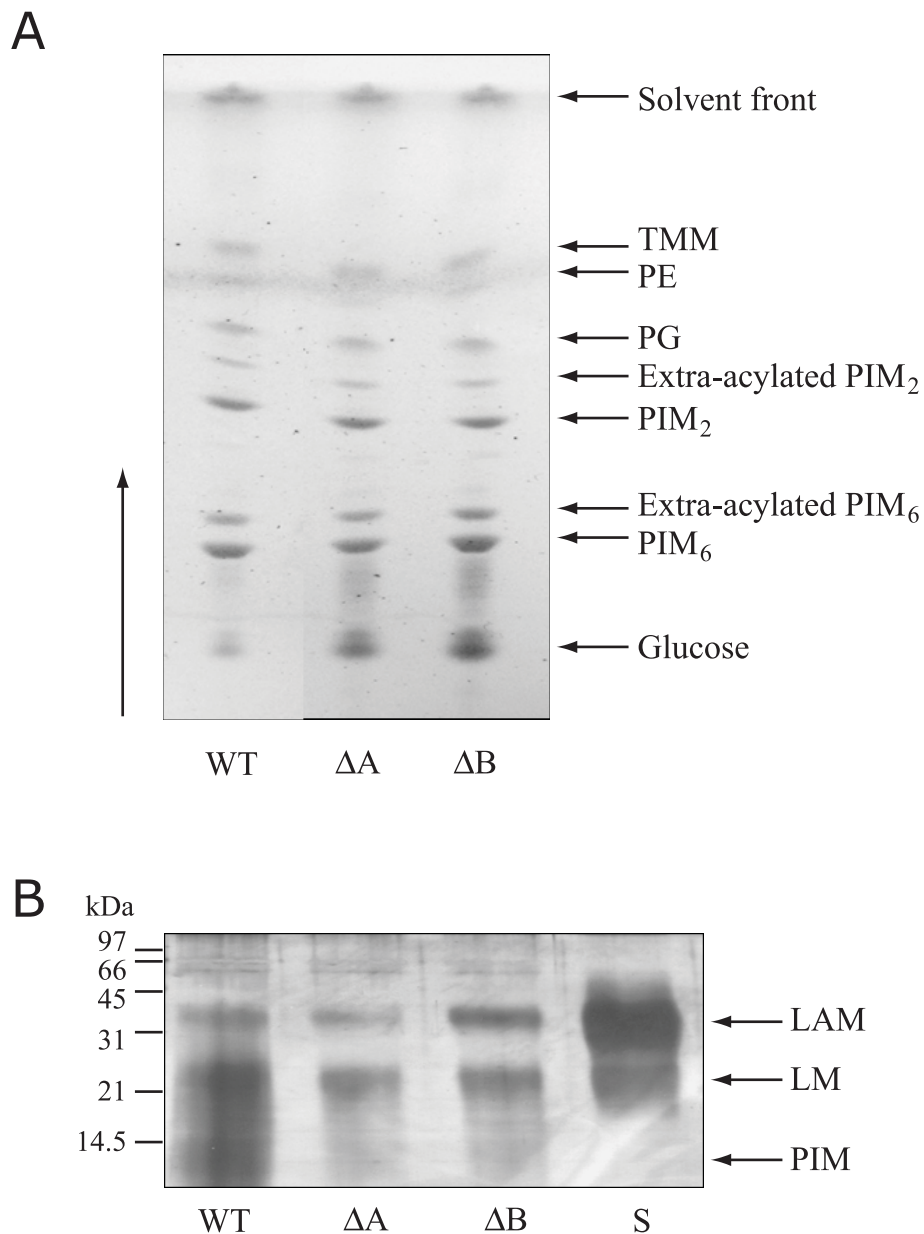 A
Solvent front
TMM
PE
PG
Extra-acylated PIM₂
PIM₂
Extra-acylated PIM₆
PIM₆
Glucose
WT ΔA ΔB
B
kDa
97
66
45
31
21
14.5
LAM
LM
PIM
WT ΔA ΔB S